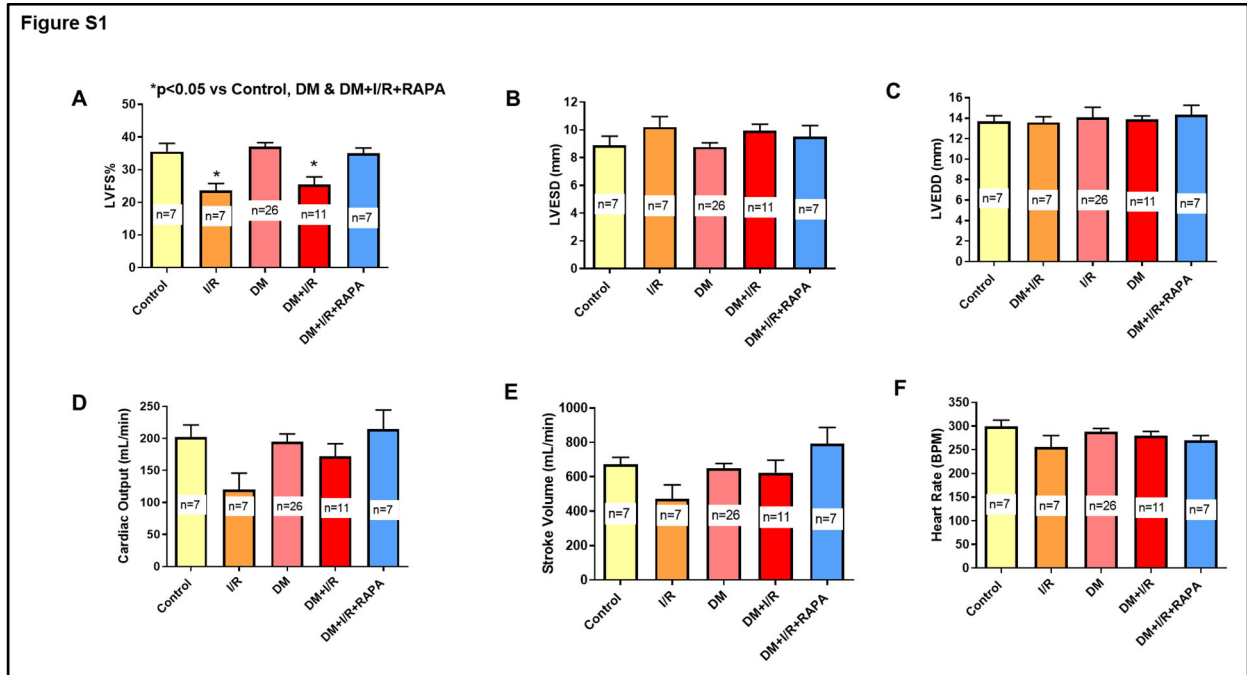 Figure S1
A
*p<0.05 vs Control, DM & DM+I/R+RAPA
LVFS%
50
40
30
20
10
0
*
*
n=7
n=7
n=26
n=11
n=7
Control
I/R
DM
DM+I/R
DM+I/R+RAPA
B
LVESD (mm)
12
10
8
6
4
2
0
n=7
n=7
n=26
n=11
n=7
Control
I/R
DM
DM+I/R
DM+I/R+RAPA
C
LVEDD (mm)
16
14
12
10
8
6
4
2
0
n=7
n=7
n=26
n=11
n=7
Control
DM+I/R
I/R
DM
DM+I/R+RAPA
D
Cardiac Output (mL/min)
250
200
150
100
50
0
n=7
n=7
n=26
n=11
n=7
Control
I/R
DM
DM+I/R
DM+I/R+RAPA
E
Stroke Volume (mL/min)
1000
800
600
400
200
0
n=7
n=7
n=26
n=11
n=7
Control
I/R
DM
DM+I/R
DM+I/R+RAPA
F
Heart Rate (BPM)
350
300
250
200
150
100
50
0
n=7
n=7
n=26
n=11
n=7
Control
I/R
DM
DM+I/R
DM+I/R+RAPA